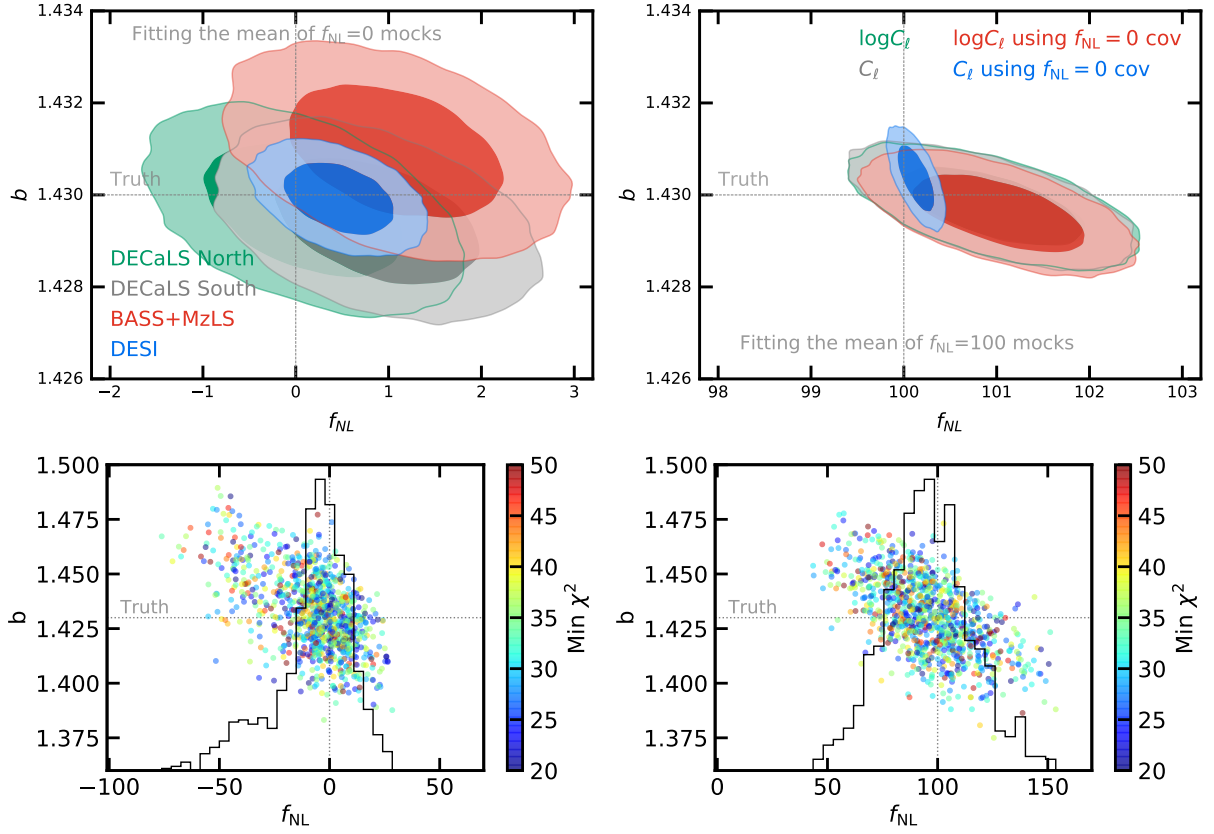 Fitting the mean of f_NL=0 mocks
1.434
1.432
1.430
1.428
1.426
b
Truth
DECaLS North
DECaLS South
BASS+MzLS
DESI
−2 −1 0 1 2 3
f_NL
logC_ℓ
C_ℓ
logC_ℓ using f_NL = 0 cov
C_ℓ using f_NL = 0 cov
1.434
1.432
1.430
1.428
1.426
b
Truth
Fitting the mean of f_NL=100 mocks
98 99 100 101 102 103
f_NL
1.500
1.475
1.450
1.425
1.400
1.375
b
Truth
−100 −50 0 50
f_NL
50
45
40
35
30
25
20
Min χ²
1.500
1.475
1.450
1.425
1.400
1.375
b
Truth
0 50 100 150
f_NL
50
45
40
35
30
25
20
Min χ²